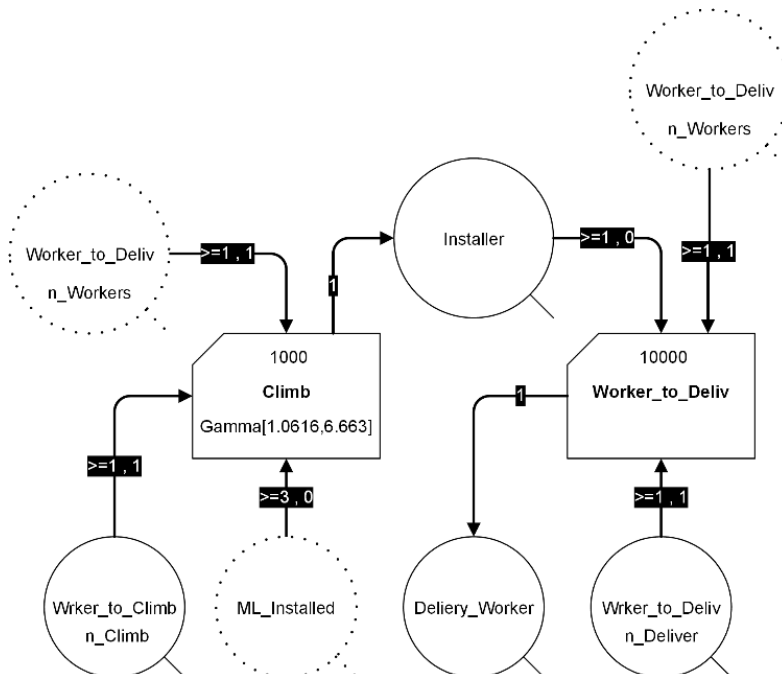 Worker_to_Deliv
n_Workers
Worker_to_Deliv
n_Workers
>=1 , 1
1
Installer
>=1 , 0
>=1 , 1
1000
Climb
Gamma[1.0616,6.663]
10000
Worker_to_Deliv
1
>=1 , 1
>=3 , 0
>=1 , 1
Wrker_to_Climb
n_Climb
ML_Installed
Deliery_Worker
Wrker_to_Deliv
n_Deliver